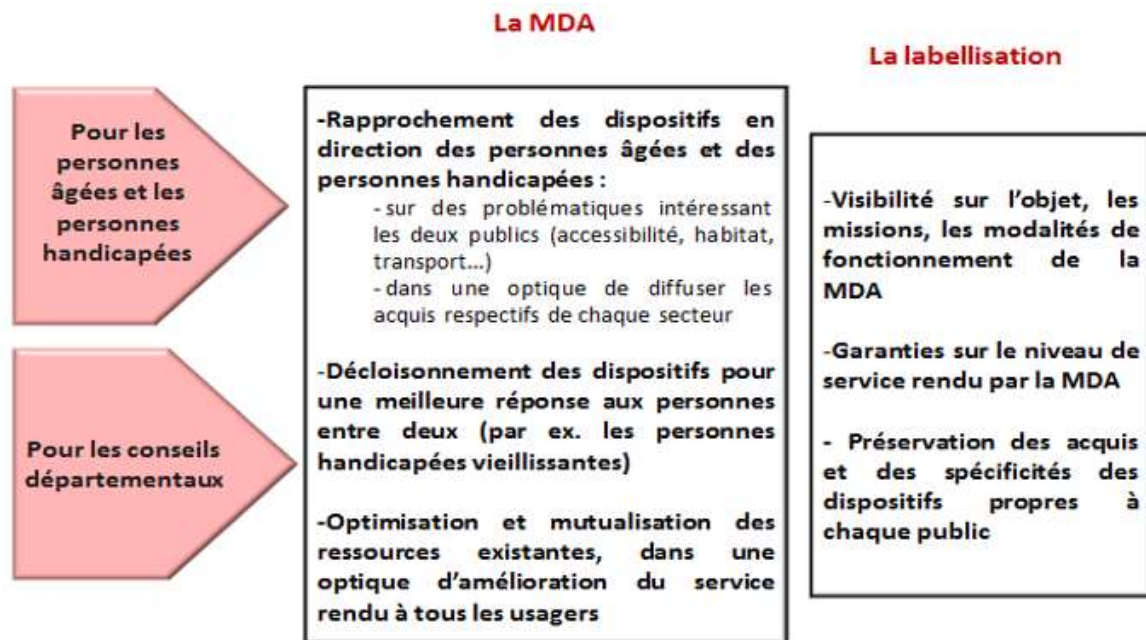 La MDA
La labellisation
Pour les
personnes
âgées et les
personnes
handicapées
Pour les conseils
départementaux
-Rapprochement des dispositifs en
direction des personnes âgées et des
personnes handicapées :
- sur des problématiques intéressant
les deux publics (accessibilité, habitat,
transport...)
- dans une optique de diffuser les
acquis respectifs de chaque secteur
-Décloisonnement des dispositifs pour
une meilleure réponse aux personnes
entre deux (par ex. les personnes
handicapées vieillissantes)
-Optimisation et mutualisation des
ressources existantes, dans une
optique d'amélioration du service
rendu à tous les usagers
-Visibilité sur l'objet, les
missions, les modalités de
fonctionnement de la
MDA
-Garanties sur le niveau de
service rendu par la MDA
- Préservation des acquis
et des spécificités des
dispositifs propres à
chaque public